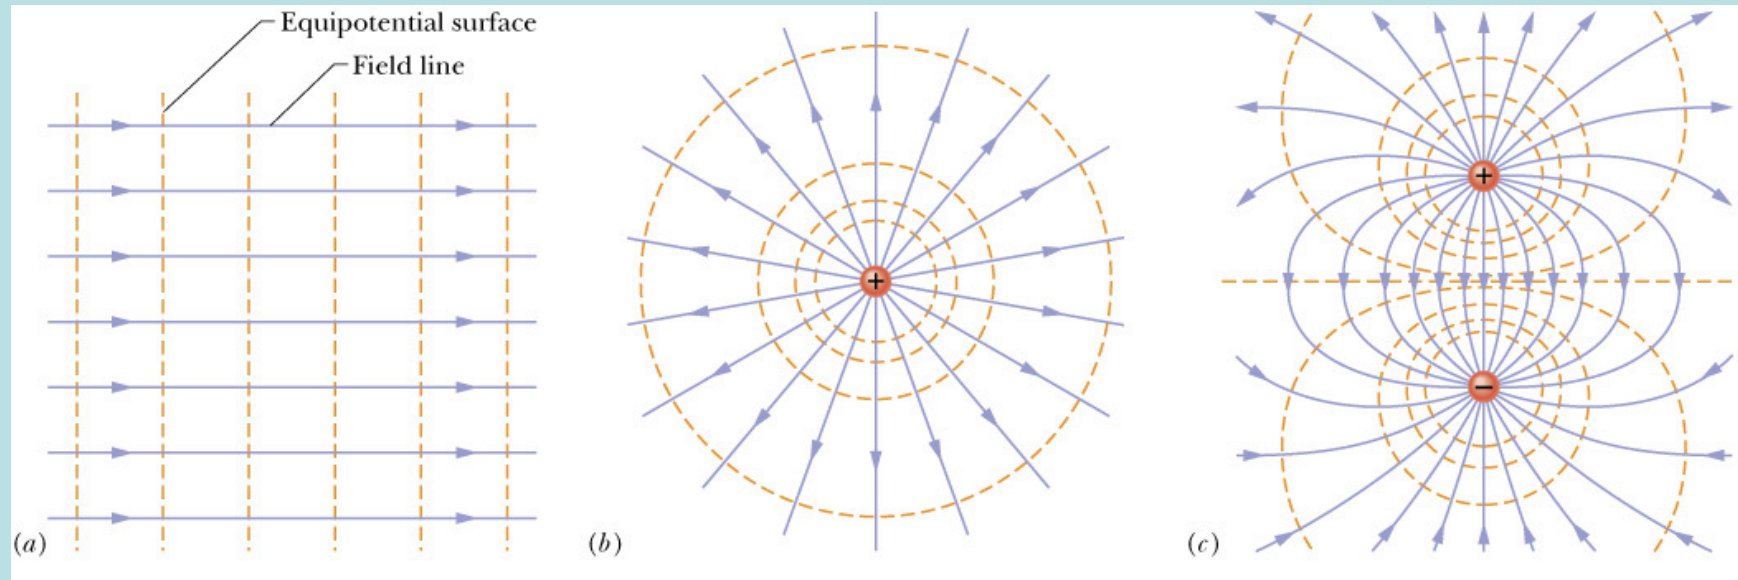 Equipotential surface
Field line
+
+
−
(a)
(b)
(c)